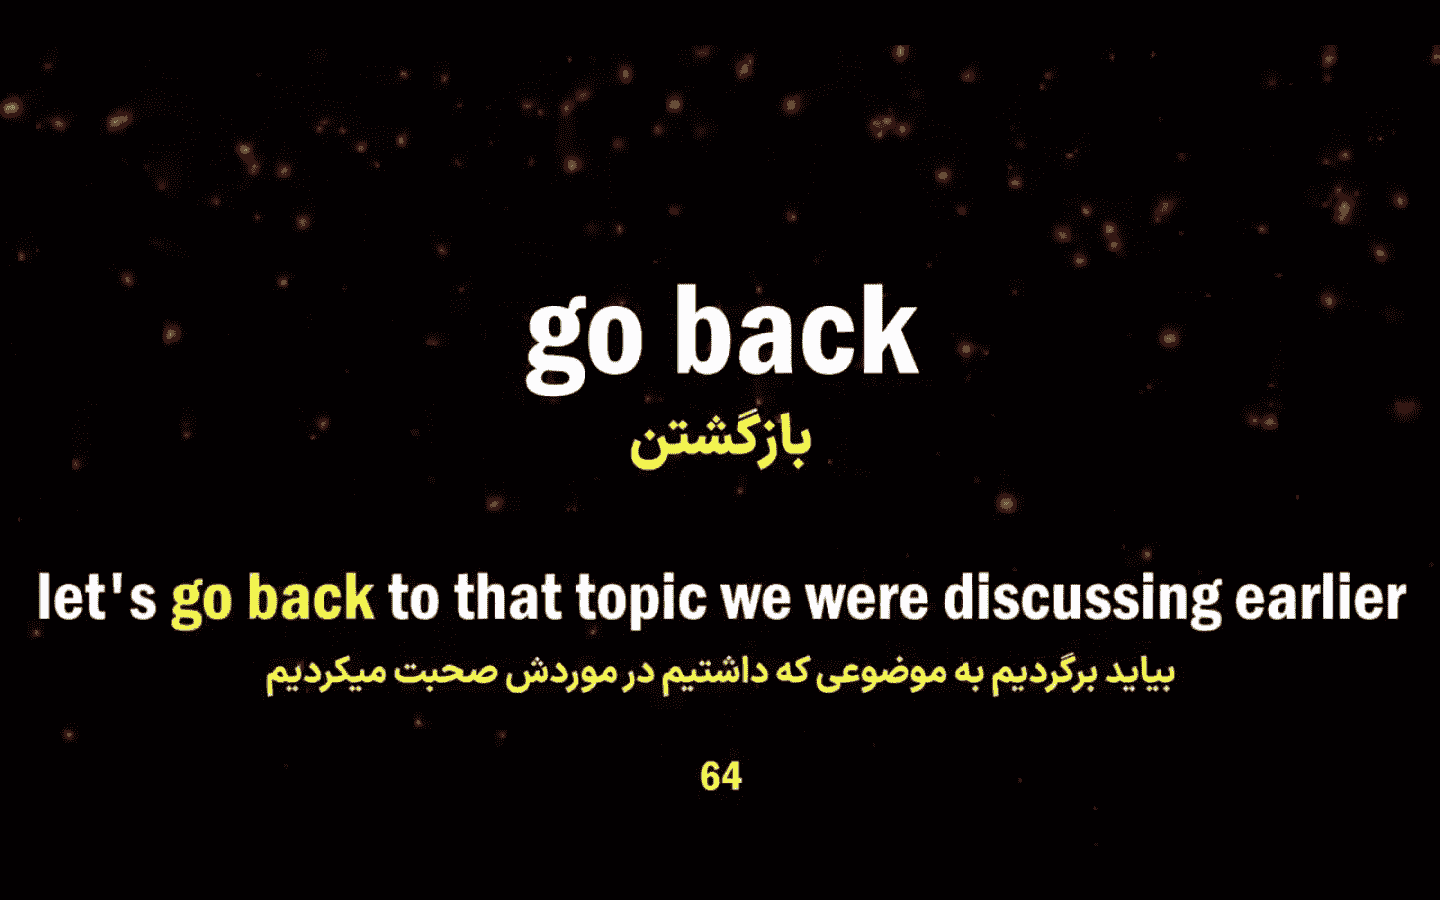 go back
بازگشتن
let's go back to that topic we were discussing earlier
بیاید برگردیم به موضوعی که داشتیم در موردش صحبت میکردیم
64